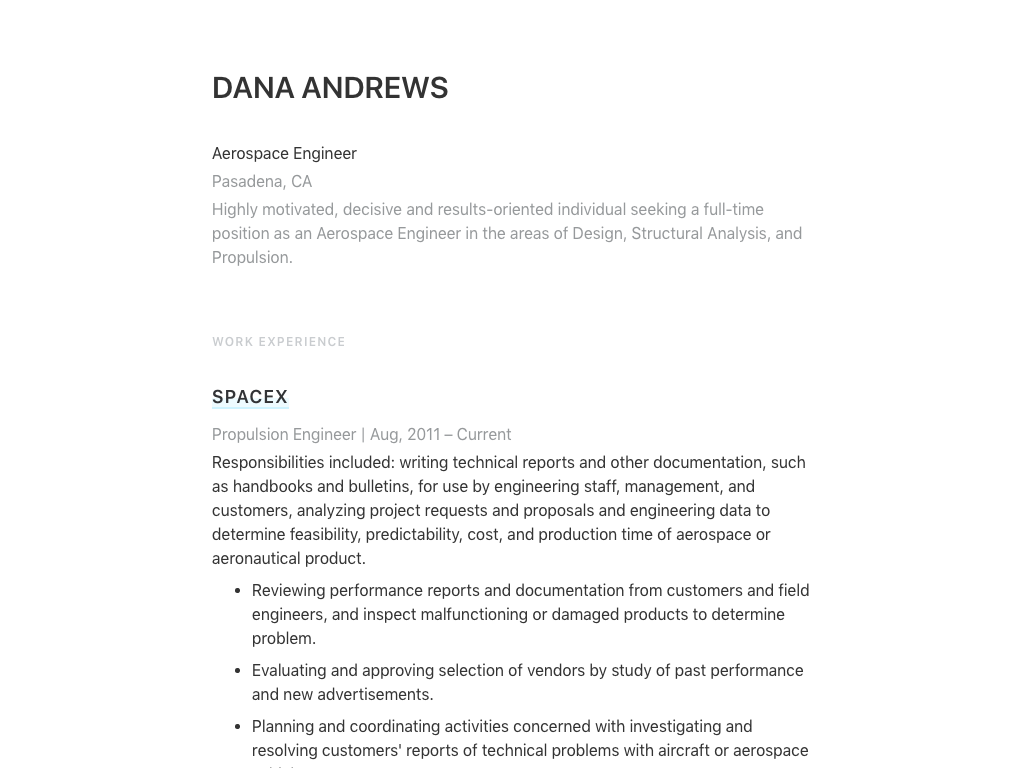 DANA ANDREWS
Aerospace Engineer
Pasadena, CA
Highly motivated, decisive and results-oriented individual seeking a full-time
position as an Aerospace Engineer in the areas of Design, Structural Analysis, and
Propulsion.
WORK EXPERIENCE
SPACEX
Propulsion Engineer | Aug, 2011 – Current
Responsibilities included: writing technical reports and other documentation, such
as handbooks and bulletins, for use by engineering staff, management, and
customers, analyzing project requests and proposals and engineering data to
determine feasibility, predictability, cost, and production time of aerospace or
aeronautical product.
• Reviewing performance reports and documentation from customers and field
engineers, and inspect malfunctioning or damaged products to determine
problem.
• Evaluating and approving selection of vendors by study of past performance
and new advertisements.
• Planning and coordinating activities concerned with investigating and
resolving customers' reports of technical problems with aircraft or aerospace